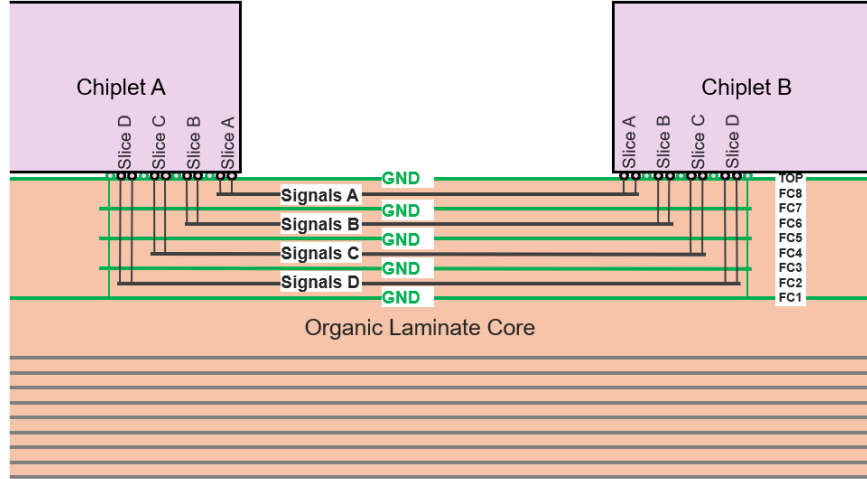 Chiplet A
Chiplet B
Slice D
Slice C
Slice B
Slice A
Slice A
Slice B
Slice C
Slice D
GND
TOP
Signals A
FC8
GND
FC7
Signals B
FC6
GND
FC5
Signals C
FC4
GND
FC3
Signals D
FC2
GND
FC1
Organic Laminate Core